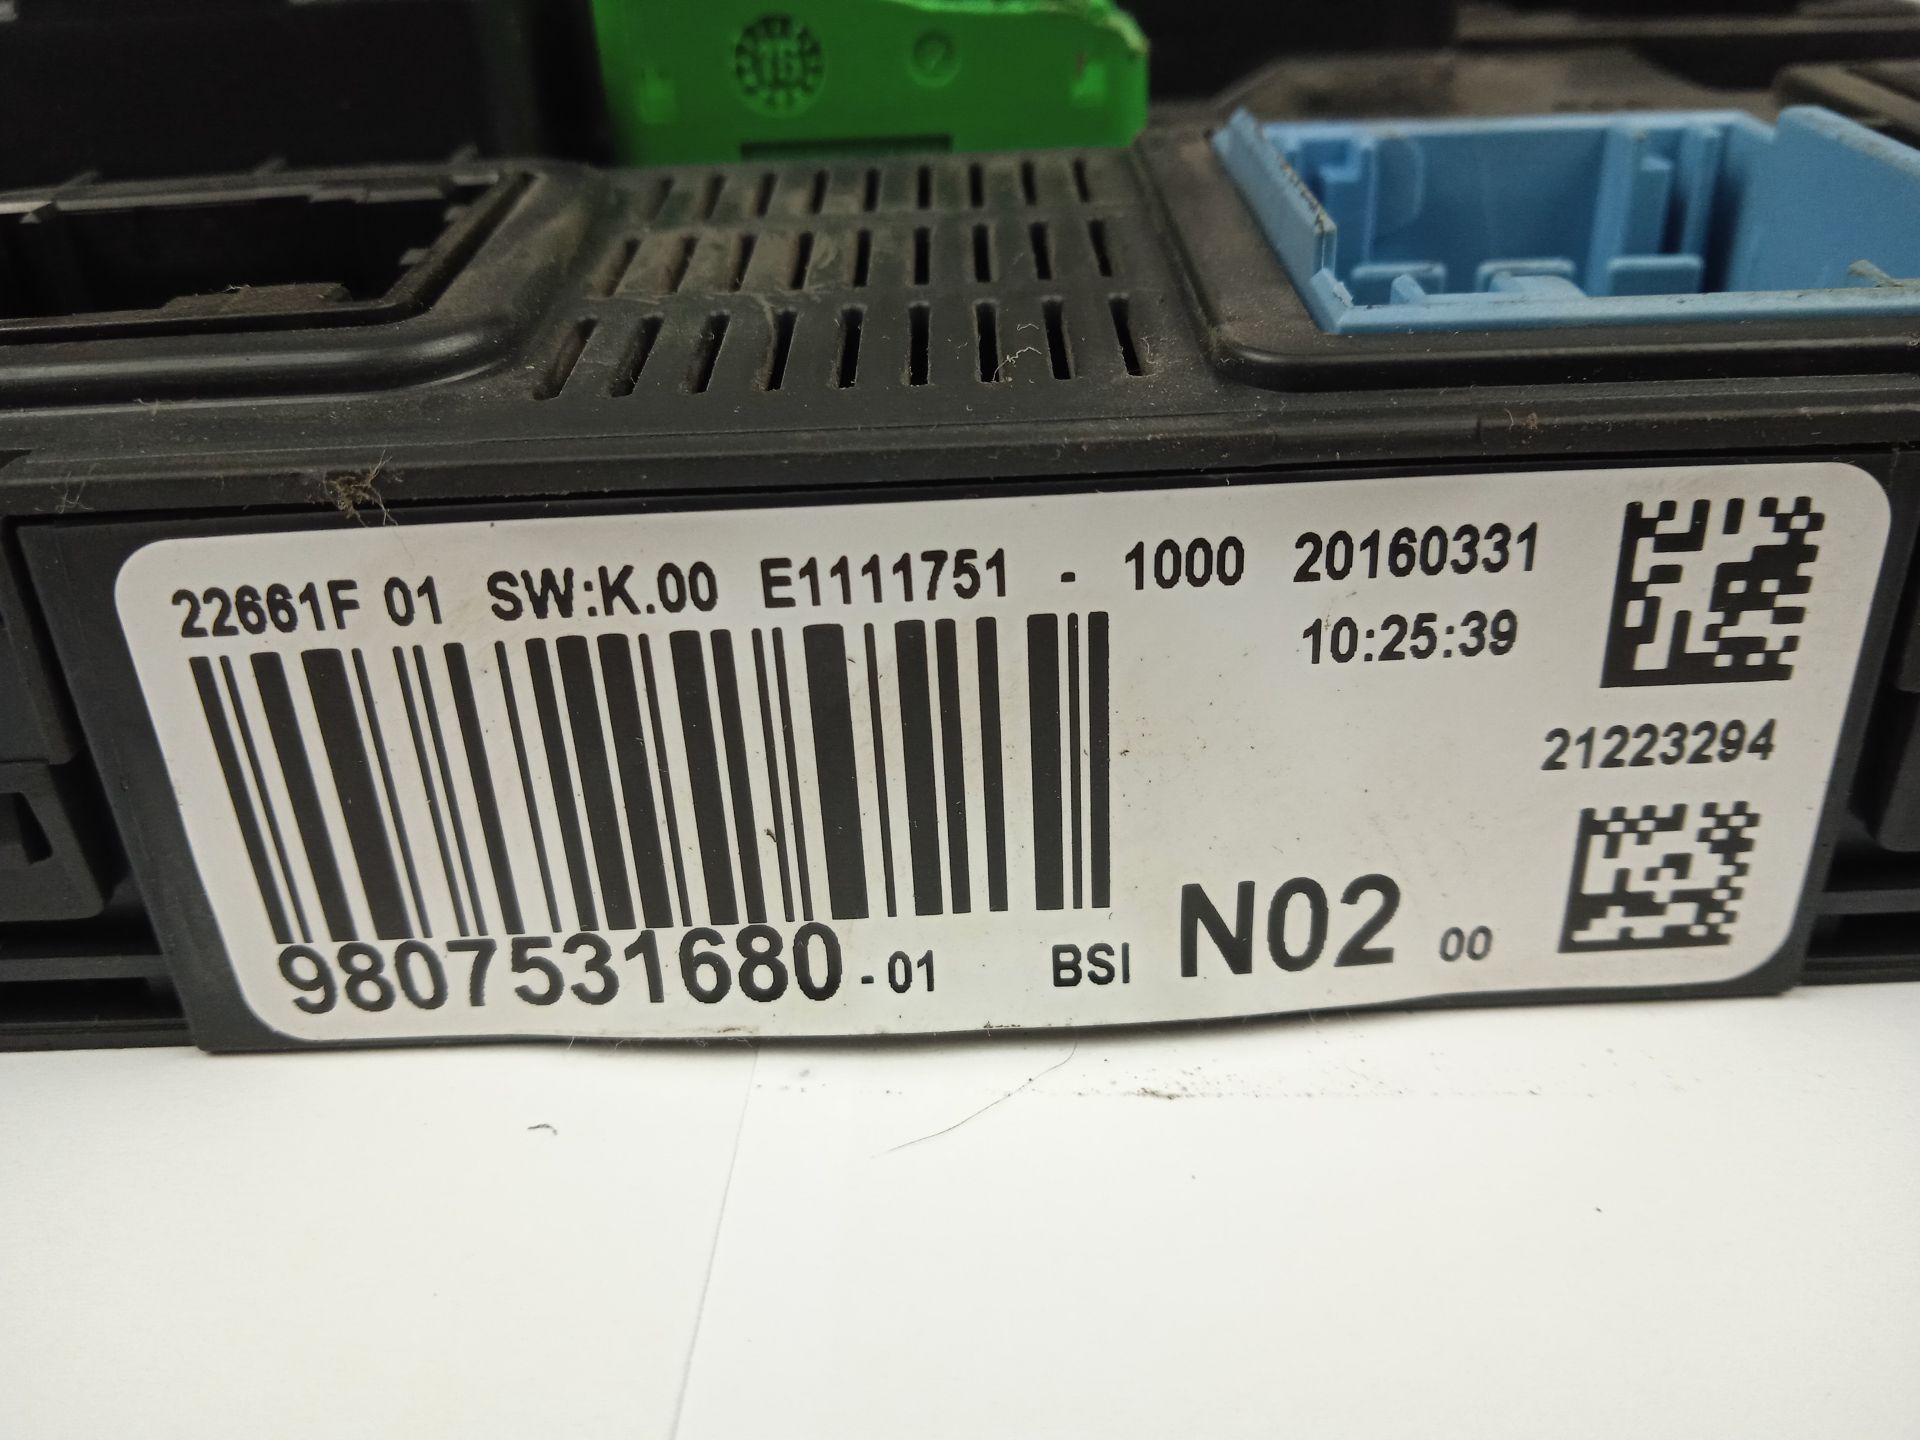 22661F 01 SW:K.00 E1111751 - 1000 20160331
10:25:39
21223294
9807531680 - 01 BSI N02 00